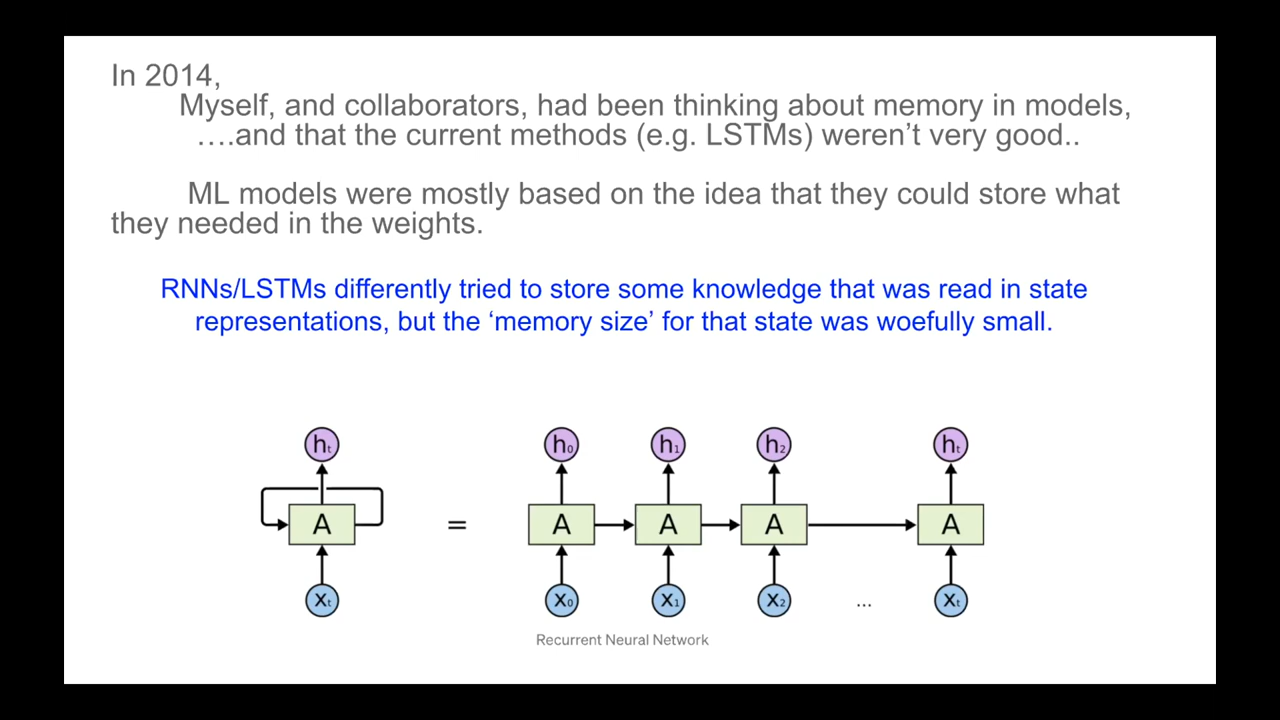 In 2014,
Myself, and collaborators, had been thinking about memory in models,
….and that the current methods (e.g. LSTMs) weren’t very good..
ML models were mostly based on the idea that they could store what
they needed in the weights.
RNNs/LSTMs differently tried to store some knowledge that was read in state
representations, but the ‘memory size’ for that state was woefully small.
hₜ h₀ h₁ h₂ hₜ
A = A A A A
xₜ x₀ x₁ x₂ ... xₜ
Recurrent Neural Network